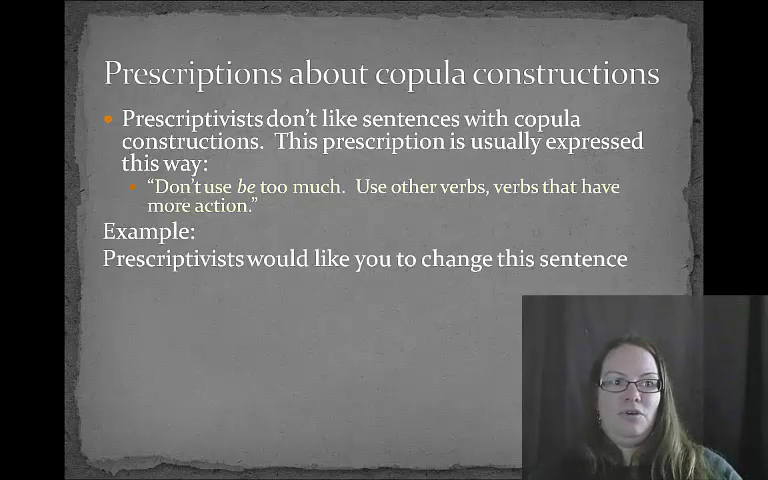 Prescriptions about copula constructions
Prescriptivists don't like sentences with copula
constructions. This prescription is usually expressed
this way:
“Don't use be too much. Use other verbs, verbs that have
more action.”
Example:
Prescriptivists would like you to change this sentence